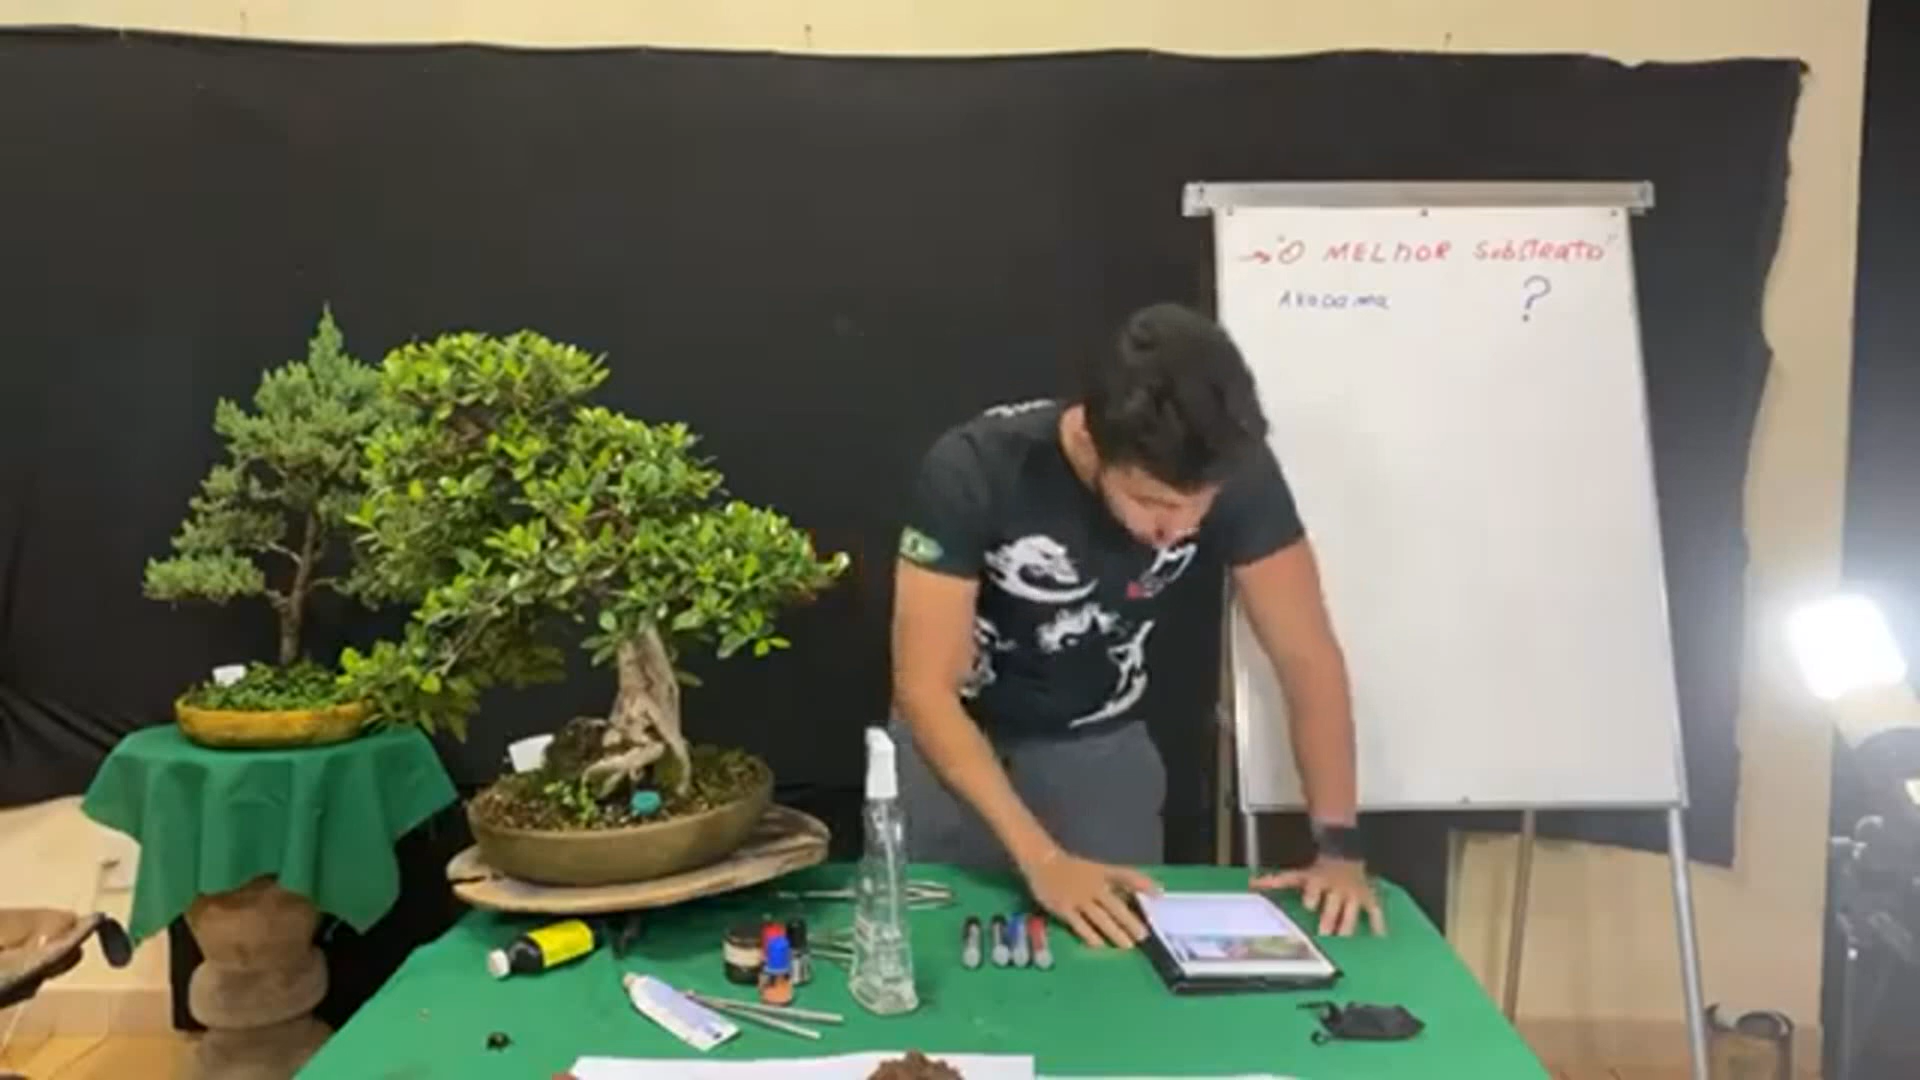 → "O MELHOR SubSTRATO"
AKADAMA ?